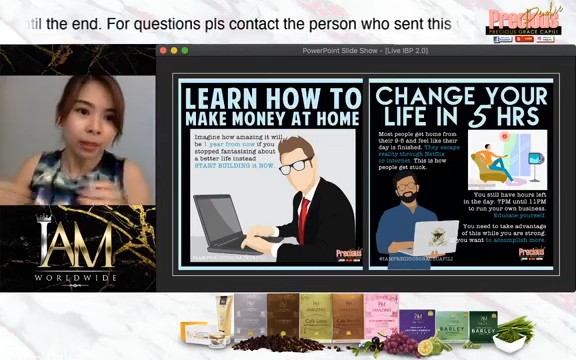 til the end. For questions pls contact the person who sent this
Precious
PRECIOUS GRACE CAPILI
PowerPoint Slide Show - [Live IBP 2.0]
LEARN HOW TO
MAKE MONEY AT HOME
Imagine how amazing it will
be 1 year from now if you
stopped fantasizing about
a better life instead
START BUILDING it NOW.
Precious
CHANGE YOUR
LIFE IN 5 HRS
Most people get home from
their 9-5 and feel like their
day is finished. They escape
reality through Netflix
or internet. This is how
people get stuck.
You still have hours left
in the day. 7PM until 11PM
to run your own business.
Educate yourself.
You need to take advantage
of this while you are strong.
you want to accomplish more.
@IAMPRECIOUSGRACECAPILI
Precious
IAM
WORLDWIDE
AMAZING
BARLEY
BARLEY